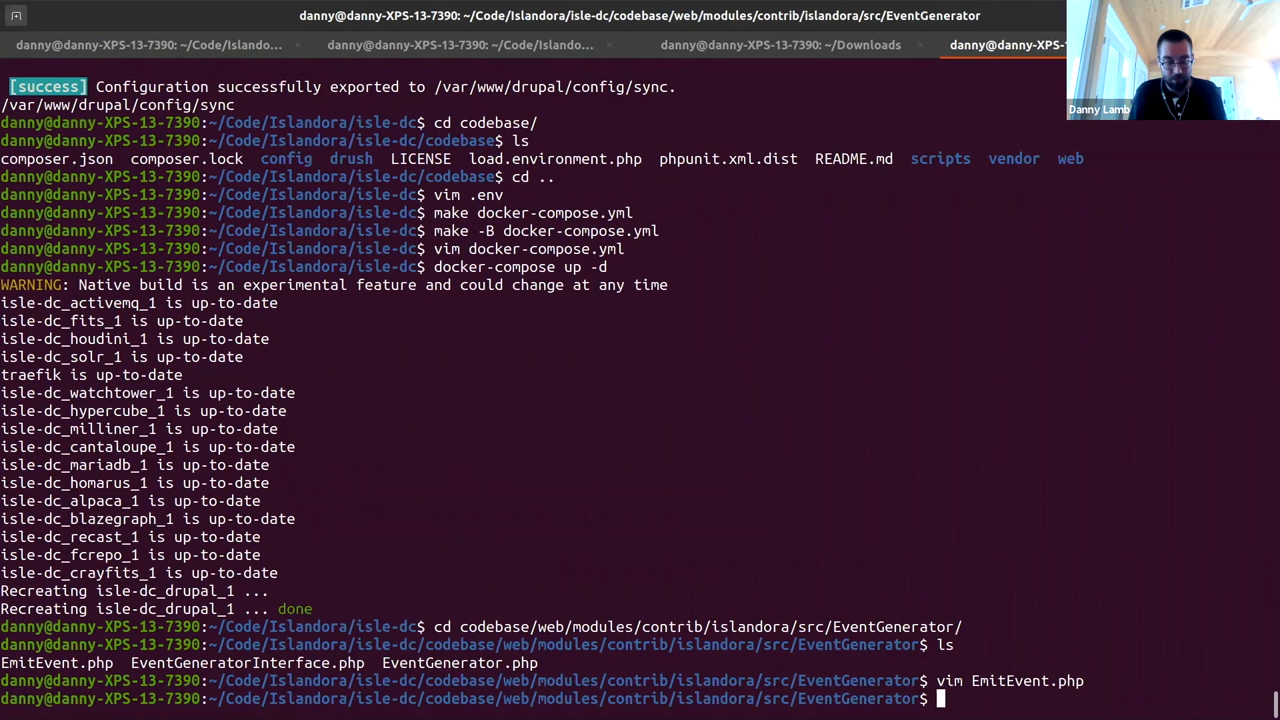 danny@danny-XPS-13-7390: ~/Code/Islandora/isle-dc/codebase/web/modules/contrib/islandora/src/EventGenerator
danny@danny-XPS-13-7390: ~/Code/Islando... × danny@danny-XPS-13-7390: ~/Code/Islando... × danny@danny-XPS-13-7390: ~/Downloads × danny@danny-XPS-1
Danny Lamb
[success] Configuration successfully exported to /var/www/drupal/config/sync.
/var/www/drupal/config/sync
danny@danny-XPS-13-7390:~/Code/Islandora/isle-dc$ cd codebase/
danny@danny-XPS-13-7390:~/Code/Islandora/isle-dc/codebase$ ls
composer.json composer.lock config drush LICENSE load.environment.php phpunit.xml.dist README.md scripts vendor web
danny@danny-XPS-13-7390:~/Code/Islandora/isle-dc/codebase$ cd ..
danny@danny-XPS-13-7390:~/Code/Islandora/isle-dc$ vim .env
danny@danny-XPS-13-7390:~/Code/Islandora/isle-dc$ make docker-compose.yml
danny@danny-XPS-13-7390:~/Code/Islandora/isle-dc$ make -B docker-compose.yml
danny@danny-XPS-13-7390:~/Code/Islandora/isle-dc$ vim docker-compose.yml
danny@danny-XPS-13-7390:~/Code/Islandora/isle-dc$ docker-compose up -d
WARNING: Native build is an experimental feature and could change at any time
isle-dc_activemq_1 is up-to-date
isle-dc_fits_1 is up-to-date
isle-dc_houdini_1 is up-to-date
isle-dc_solr_1 is up-to-date
traefik is up-to-date
isle-dc_watchtower_1 is up-to-date
isle-dc_hypercube_1 is up-to-date
isle-dc_milliner_1 is up-to-date
isle-dc_cantaloupe_1 is up-to-date
isle-dc_mariadb_1 is up-to-date
isle-dc_homarus_1 is up-to-date
isle-dc_alpaca_1 is up-to-date
isle-dc_blazegraph_1 is up-to-date
isle-dc_recast_1 is up-to-date
isle-dc_fcrepo_1 is up-to-date
isle-dc_crayfits_1 is up-to-date
Recreating isle-dc_drupal_1 ...
Recreating isle-dc_drupal_1 ... done
danny@danny-XPS-13-7390:~/Code/Islandora/isle-dc$ cd codebase/web/modules/contrib/islandora/src/EventGenerator/
danny@danny-XPS-13-7390:~/Code/Islandora/isle-dc/codebase/web/modules/contrib/islandora/src/EventGenerator$ ls
EmitEvent.php EventGeneratorInterface.php EventGenerator.php
danny@danny-XPS-13-7390:~/Code/Islandora/isle-dc/codebase/web/modules/contrib/islandora/src/EventGenerator$ vim EmitEvent.php
danny@danny-XPS-13-7390:~/Code/Islandora/isle-dc/codebase/web/modules/contrib/islandora/src/EventGenerator$